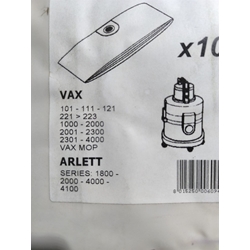 x10
VAX
101 - 111 - 121
221 > 223
1000 - 2000
2001 - 2300
2301 - 4000
VAX MOP
ARLETT
SERIES: 1800 -
2000 - 4000 -
4100